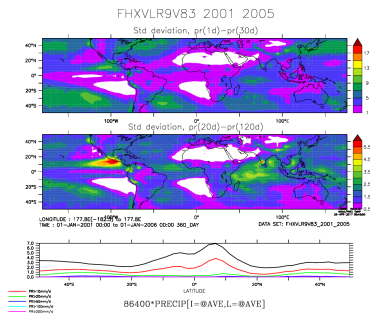 FHXVLR9V83 2001 2005
Std deviation, pr(1d)-pr(30d)
40°N
20°N
0°
20°S
40°S
17
13
9
5
1
100°W
0°
100°E
Std deviation, pr(20d)-pr(120d)
40°N
20°N
0°
20°S
40°S
5.5
4.5
3.5
2.5
1.5
0.5
100°W
0°
100°E
LONGITUDE : 177.8E(-182.2) to 177.8E
TIME : 01-JAN-2001 00:00 to 01-JAN-2006 00:00 360_DAY
DATA SET: FHXVLR9V83_2001_2005
7.0
6.0
5.0
4.0
3.0
2.0
1.0
0.0
40°S
20°S
0°
20°N
40°N
LATITUDE
86400*PRECIP[I=@AVE,L=@AVE]